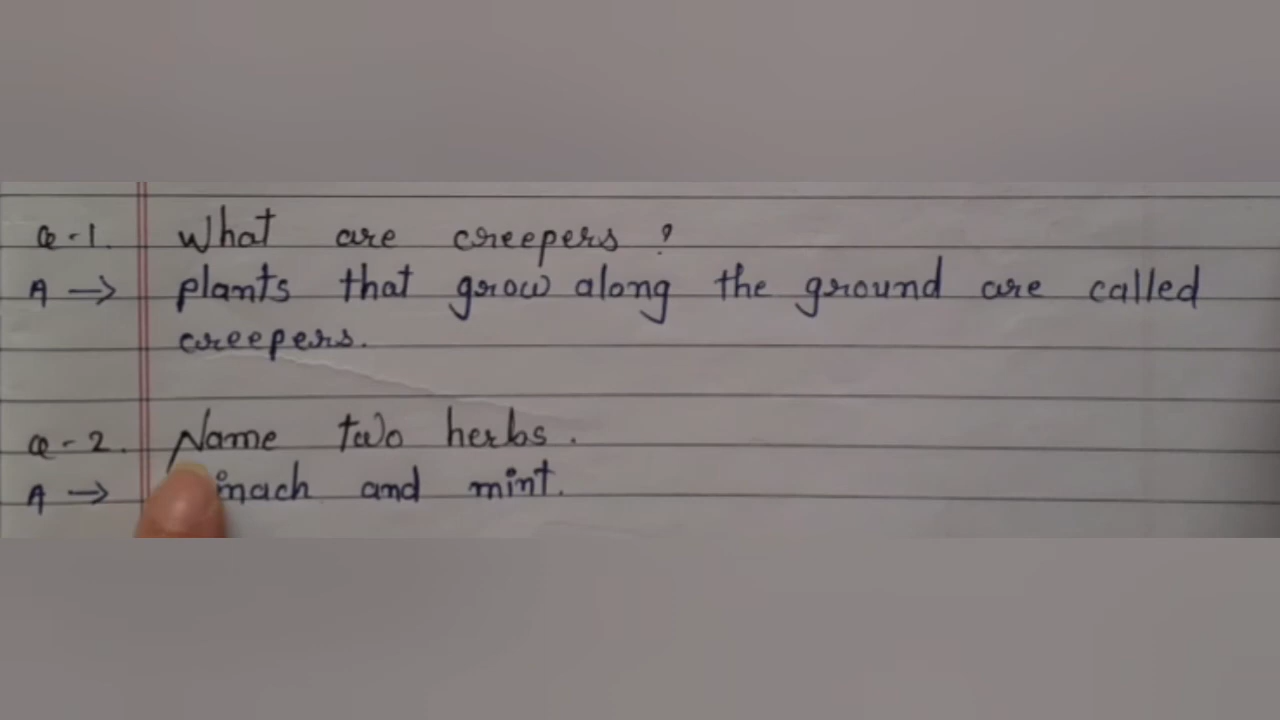 Q-1. What are creepers ?
A → plants that grow along the ground are called
creepers.
Q-2. Name two herbs.
A → and mint.